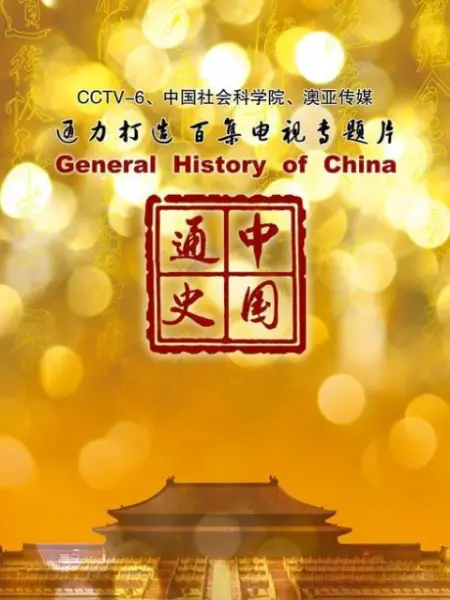 CCTV-6、中国社会科学院、澳亚传媒
通力打造 百集电视专题片
General History of China
中国
通史